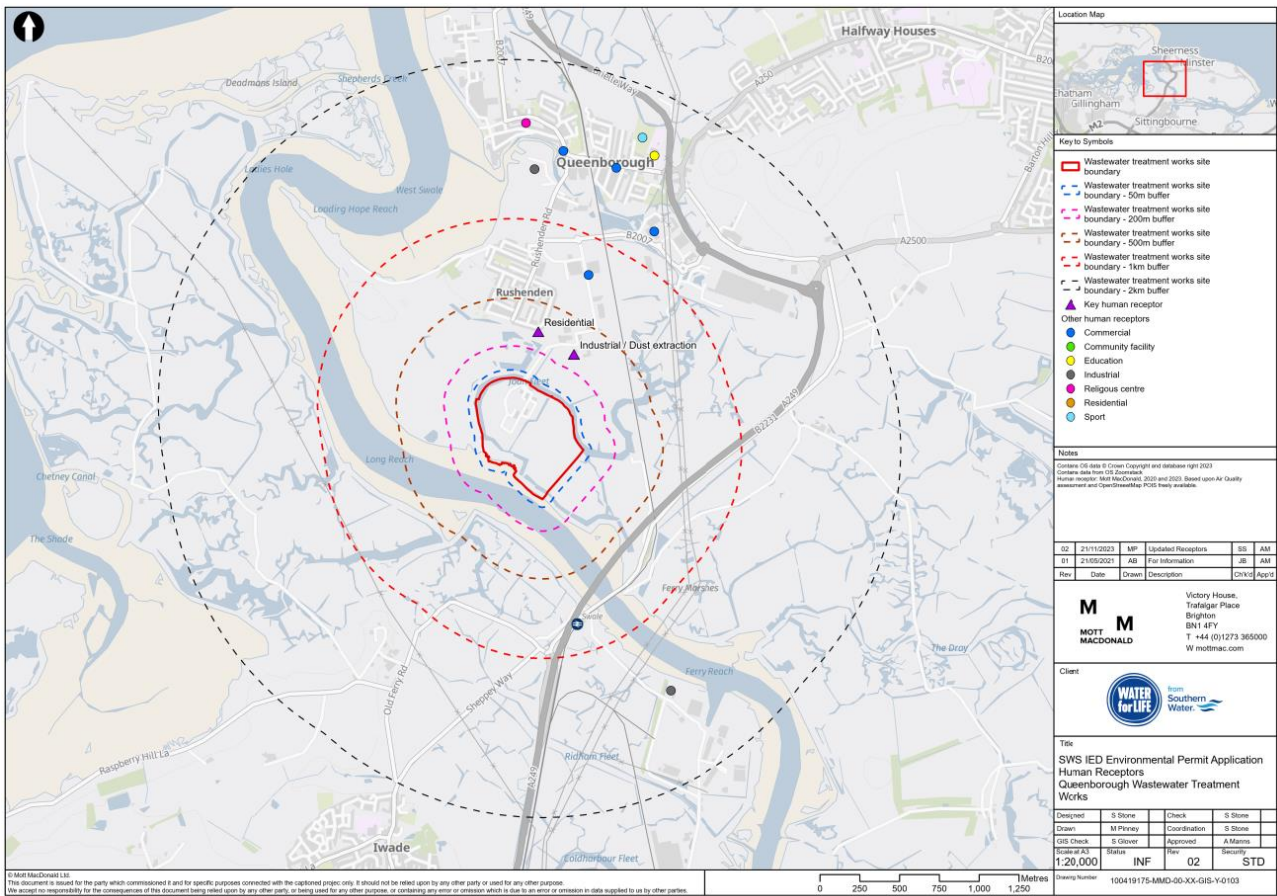 Halfway Houses
Deadmans Island
Shepherds Creek
B2007
A249
A250
B20
Barton Hill
Queenborough
Ladies Hole
West Swale
Loading Hope Reach
Rushenden Rd
B2007
A2500
Rushenden
Residential
Industrial / Dust extraction
Long Reach
B2231
A249
Chetney Canal
The Shade
Ferry Marshes
Swale
The Dray
Ferry Reach
Old Ferry Rd
Sheppey Way
Raspberry Hill La
Ridham Fleet
A249
Iwade
Coldharbour Fleet
Location Map
Sheerness
Minster
Chatham
Gillingham
M2
Sittingbourne
Key to Symbols
Wastewater treatment works site
boundary
Wastewater treatment works site
boundary - 50m buffer
Wastewater treatment works site
boundary - 200m buffer
Wastewater treatment works site
boundary - 500m buffer
Wastewater treatment works site
boundary - 1km buffer
Wastewater treatment works site
boundary - 2km buffer
Key human receptor
Other human receptors
Commercial
Community facility
Education
Industrial
Religous centre
Residential
Sport
Notes
Contains OS data © Crown Copyright and database right 2023
Contains data from OS Zoomstack
Human receptor: Mott MacDonald, 2020 and 2023. Based upon Air Quality
assessment and OpenStreetMap POIS freely available.
02 21/11/2023 MP Updated Receptors SS AM
01 21/05/2021 AB For Information JB AM
Rev Date Drawn Description Ch'k'd App'd
M
M
MOTT
MACDONALD
Victory House,
Trafalgar Place
Brighton
BN1 4FY
T +44 (0)1273 365000
W mottmac.com
Client
WATER
for LIFE
from
Southern
Water.
Title
SWS IED Environmental Permit Application
Human Receptors
Queenborough Wastewater Treatment
Works
Designed S Stone Check S Stone
Drawn M Pinney Coordination S Stone
GIS Check S Glover Approved A Manns
Scale at A3 Status Rev Security
1:20,000 INF 02 STD
Drawing Number 100419175-MMD-00-XX-GIS-Y-0103
© Mott MacDonald Ltd.
This document is issued for the party which commissioned it and for specific purposes connected with the captioned project only. It should not be relied upon by any other party or used for any other purpose.
We accept no responsibility for the consequences of this document being relied upon by any other party, or being used for any other purpose, or containing any error or omission which is due to an error or omission in data supplied to us by other parties.
Metres
0 250 500 750 1,000 1,250